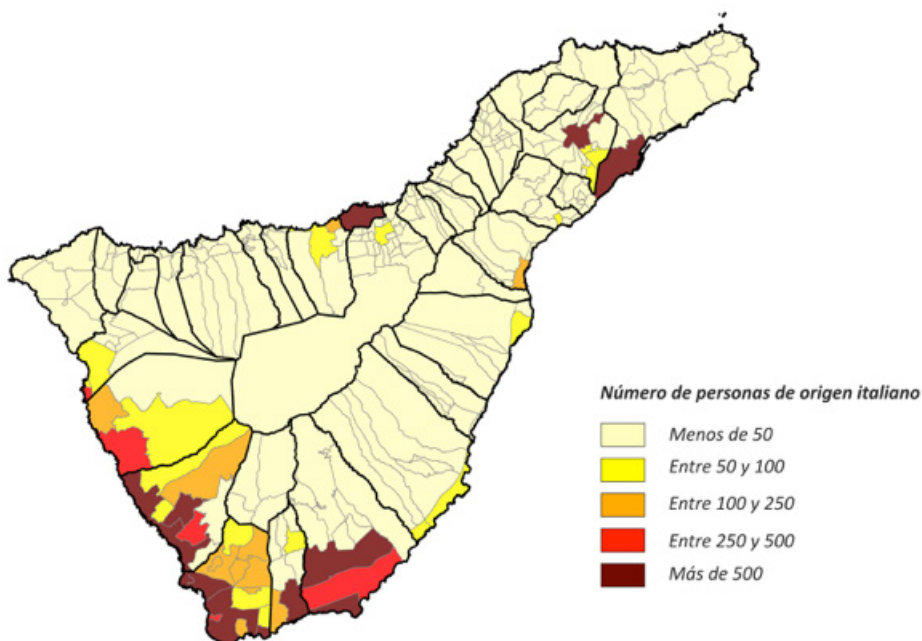 Número de personas de origen italiano
Menos de 50
Entre 50 y 100
Entre 100 y 250
Entre 250 y 500
Más de 500